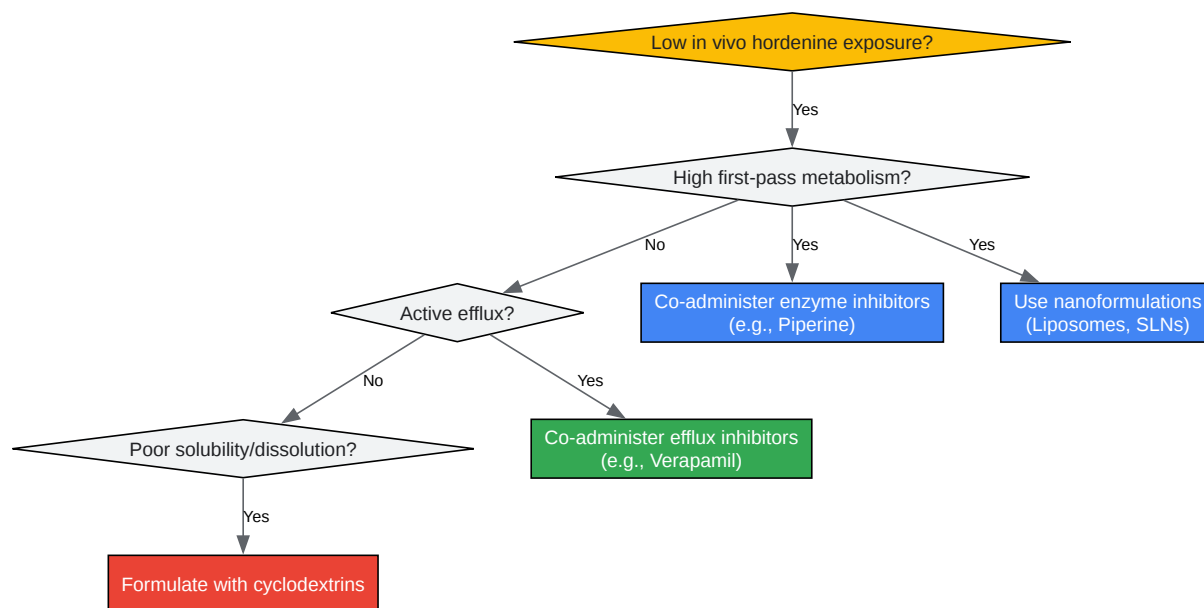 Low in vivo hordenine exposure?
Yes
High first-pass metabolism?
No
Yes
Yes
Active efflux?
Co-administer enzyme inhibitors
(e.g., Piperine)
Use nanoformulations
(Liposomes, SLNs)
No
Yes
Poor solubility/dissolution?
Co-administer efflux inhibitors
(e.g., Verapamil)
Yes
Formulate with cyclodextrins